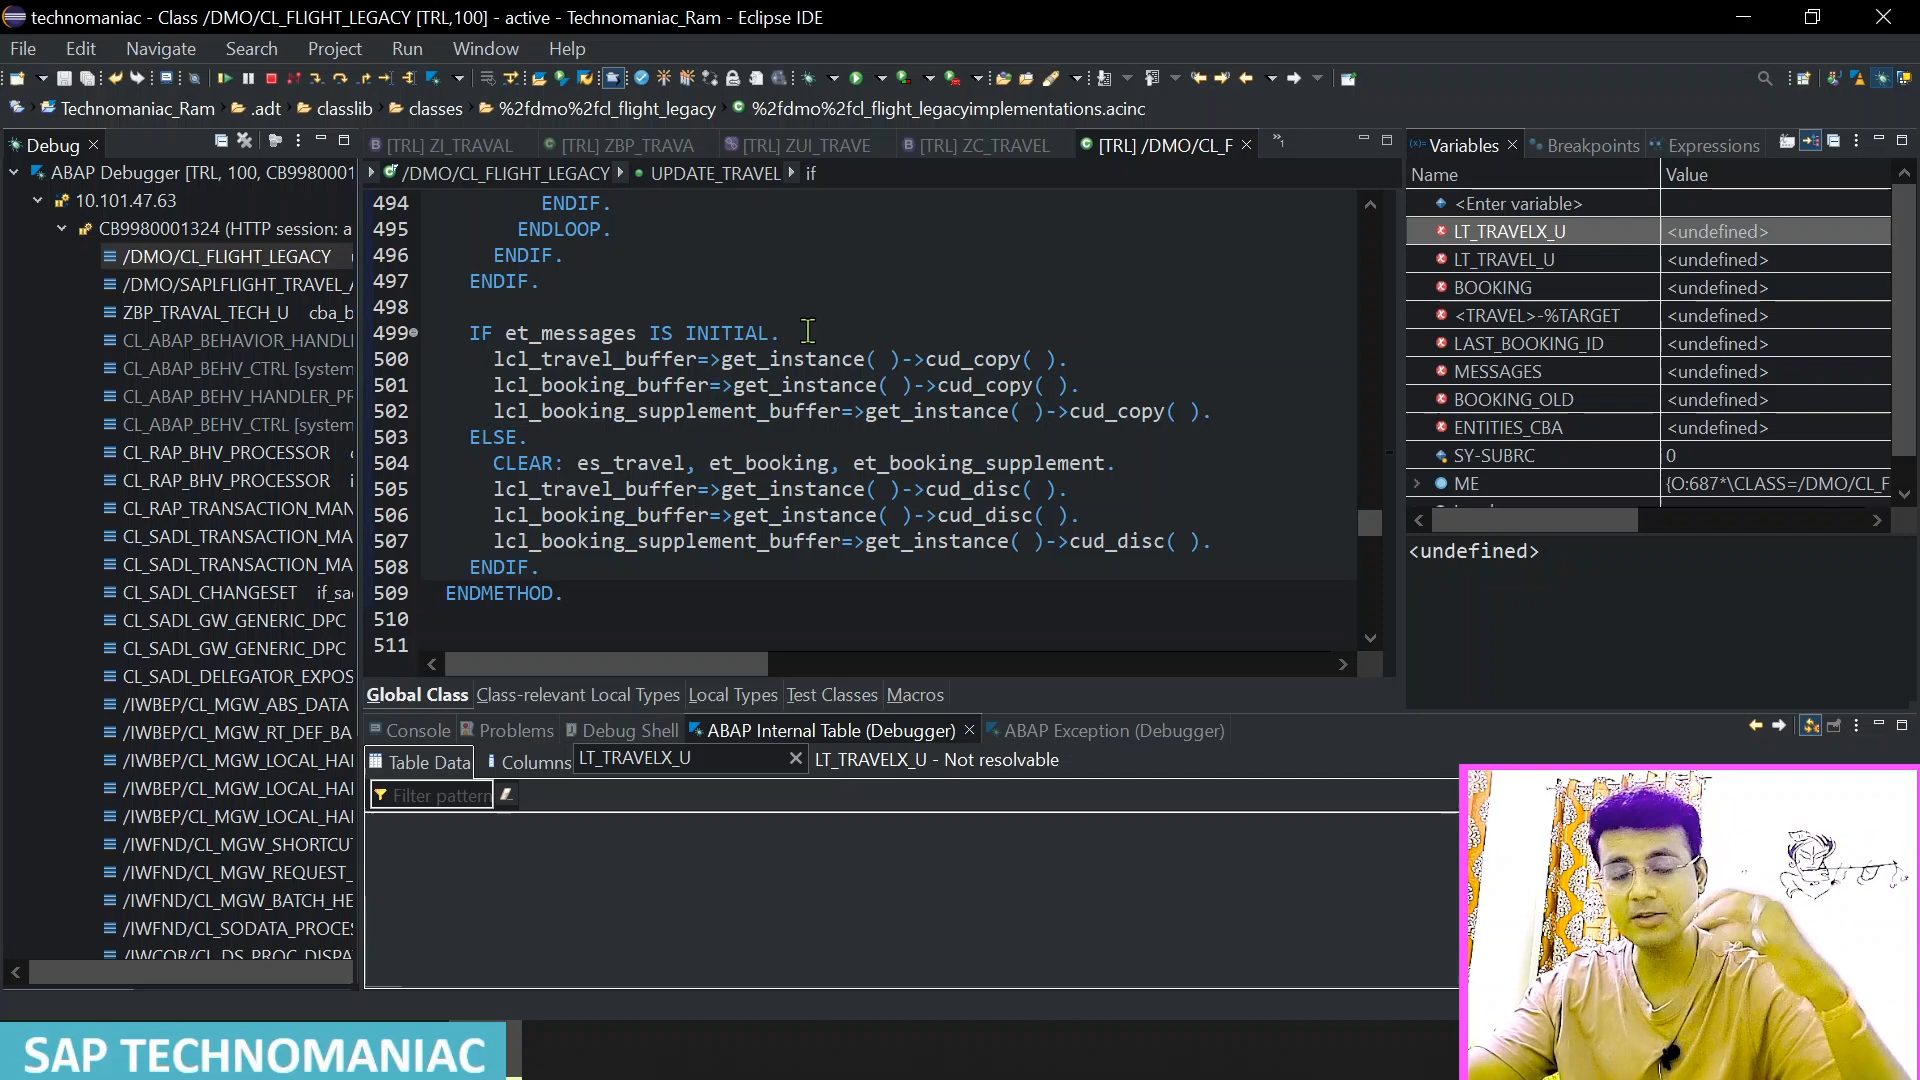 technomaniac - Class /DMO/CL_FLIGHT_LEGACY [TRL,100] - active - Technomaniac_Ram - Eclipse IDE
File Edit Navigate Search Project Run Window Help
Technomaniac_Ram .adt classlib classes %2fdmo%2fcl_flight_legacy %2fdmo%2fcl_flight_legacyimplementations.acinc
Debug
ABAP Debugger [TRL, 100, CB9980001
10.101.47.63
CB9980001324 (HTTP session: a
/DMO/CL_FLIGHT_LEGACY
/DMO/SAPLFLIGHT_TRAVEL_
ZBP_TRAVAL_TECH_U cba_b
CL_ABAP_BEHAVIOR_HANDLI
CL_ABAP_BEHV_CTRL [system
CL_ABAP_BEHV_HANDLER_PF
CL_ABAP_BEHV_CTRL [system
CL_RAP_BHV_PROCESSOR
CL_RAP_BHV_PROCESSOR
CL_RAP_TRANSACTION_MAN
CL_SADL_TRANSACTION_MA
CL_SADL_TRANSACTION_MA
CL_SADL_CHANGESET if_sa
CL_SADL_GW_GENERIC_DPC
CL_SADL_GW_GENERIC_DPC
CL_SADL_DELEGATOR_EXPOS
/IWBEP/CL_MGW_ABS_DATA
/IWBEP/CL_MGW_RT_DEF_BA
/IWBEP/CL_MGW_LOCAL_HAI
/IWBEP/CL_MGW_LOCAL_HAI
/IWBEP/CL_MGW_LOCAL_HAI
/IWFND/CL_MGW_SHORTCU
/IWFND/CL_MGW_REQUEST_
/IWFND/CL_MGW_BATCH_HE
/IWFND/CL_SODATA_PROCE
/IWCOR/CL_DS_PROC_DISPA
[TRL] ZI_TRAVAL [TRL] ZBP_TRAVA [TRL] ZUI_TRAVE [TRL] ZC_TRAVEL [TRL] /DMO/CL_F
/DMO/CL_FLIGHT_LEGACY UPDATE_TRAVEL if
494 ENDIF.
495 ENDLOOP.
496 ENDIF.
497 ENDIF.
498
499 IF et_messages IS INITIAL.
500 lcl_travel_buffer=>get_instance( )->cud_copy( ).
501 lcl_booking_buffer=>get_instance( )->cud_copy( ).
502 lcl_booking_supplement_buffer=>get_instance( )->cud_copy( ).
503 ELSE.
504 CLEAR: es_travel, et_booking, et_booking_supplement.
505 lcl_travel_buffer=>get_instance( )->cud_disc( ).
506 lcl_booking_buffer=>get_instance( )->cud_disc( ).
507 lcl_booking_supplement_buffer=>get_instance( )->cud_disc( ).
508 ENDIF.
509 ENDMETHOD.
510
511
Global Class Class-relevant Local Types Local Types Test Classes Macros
Variables Breakpoints Expressions
Name Value
<Enter variable>
LT_TRAVELX_U <undefined>
LT_TRAVEL_U <undefined>
BOOKING <undefined>
<TRAVEL>-%TARGET <undefined>
LAST_BOOKING_ID <undefined>
MESSAGES <undefined>
BOOKING_OLD <undefined>
ENTITIES_CBA <undefined>
SY-SUBRC 0
ME {O:687*\CLASS=/DMO/CL_F
<undefined>
Console Problems Debug Shell ABAP Internal Table (Debugger) ABAP Exception (Debugger)
Table Data Columns LT_TRAVELX_U LT_TRAVELX_U - Not resolvable
Filter pattern
SAP TECHNOMANIAC